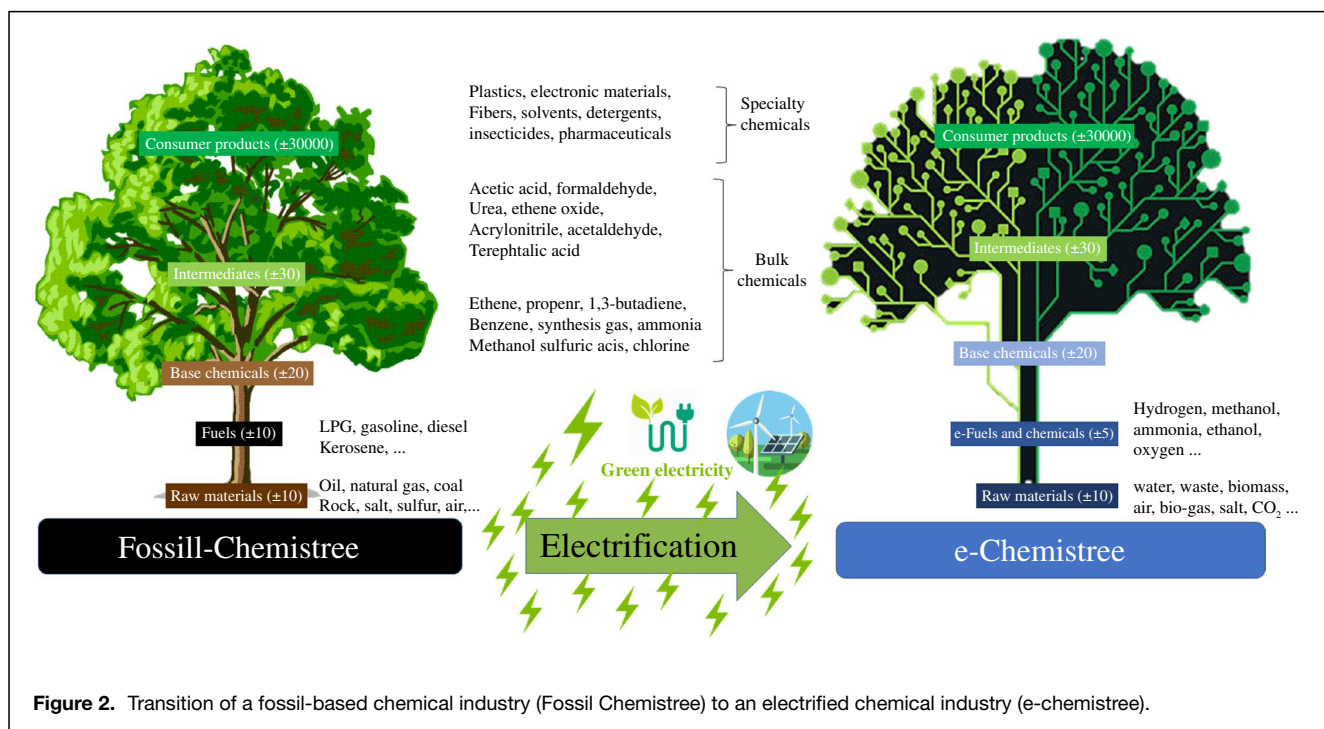 Consumer products (±30000)
Intermediates (±30)
Base chemicals (±20)
Fuels (±10)
LPG, gasoline, diesel
Kerosene, ...
Raw materials (±10)
Oil, natural gas, coal
Rock, salt, sulfur, air,...
Fossill-Chemistree
Plastics, electronic materials,
Fibers, solvents, detergents,
insecticides, pharmaceuticals
Specialty
chemicals
Acetic acid, formaldehyde,
Urea, ethene oxide,
Acrylonitrile, acetaldehyde,
Terephtalic acid
Ethene, propenr, 1,3-butadiene,
Benzene, synthesis gas, ammonia
Methanol sulfuric acis, chlorine
Bulk
chemicals
Green electricity
Electrification
Consumer products (±30000)
Intermediates (±30)
Base chemicals (±20)
e-Fuels and chemicals (±5)
Hydrogen, methanol,
ammonia, ethanol,
oxygen ...
Raw materials (±10)
water, waste, biomass,
air, bio-gas, salt, CO₂ ...
e-Chemistree
Figure 2. Transition of a fossil-based chemical industry (Fossil Chemistree) to an electrified chemical industry (e-chemistree).